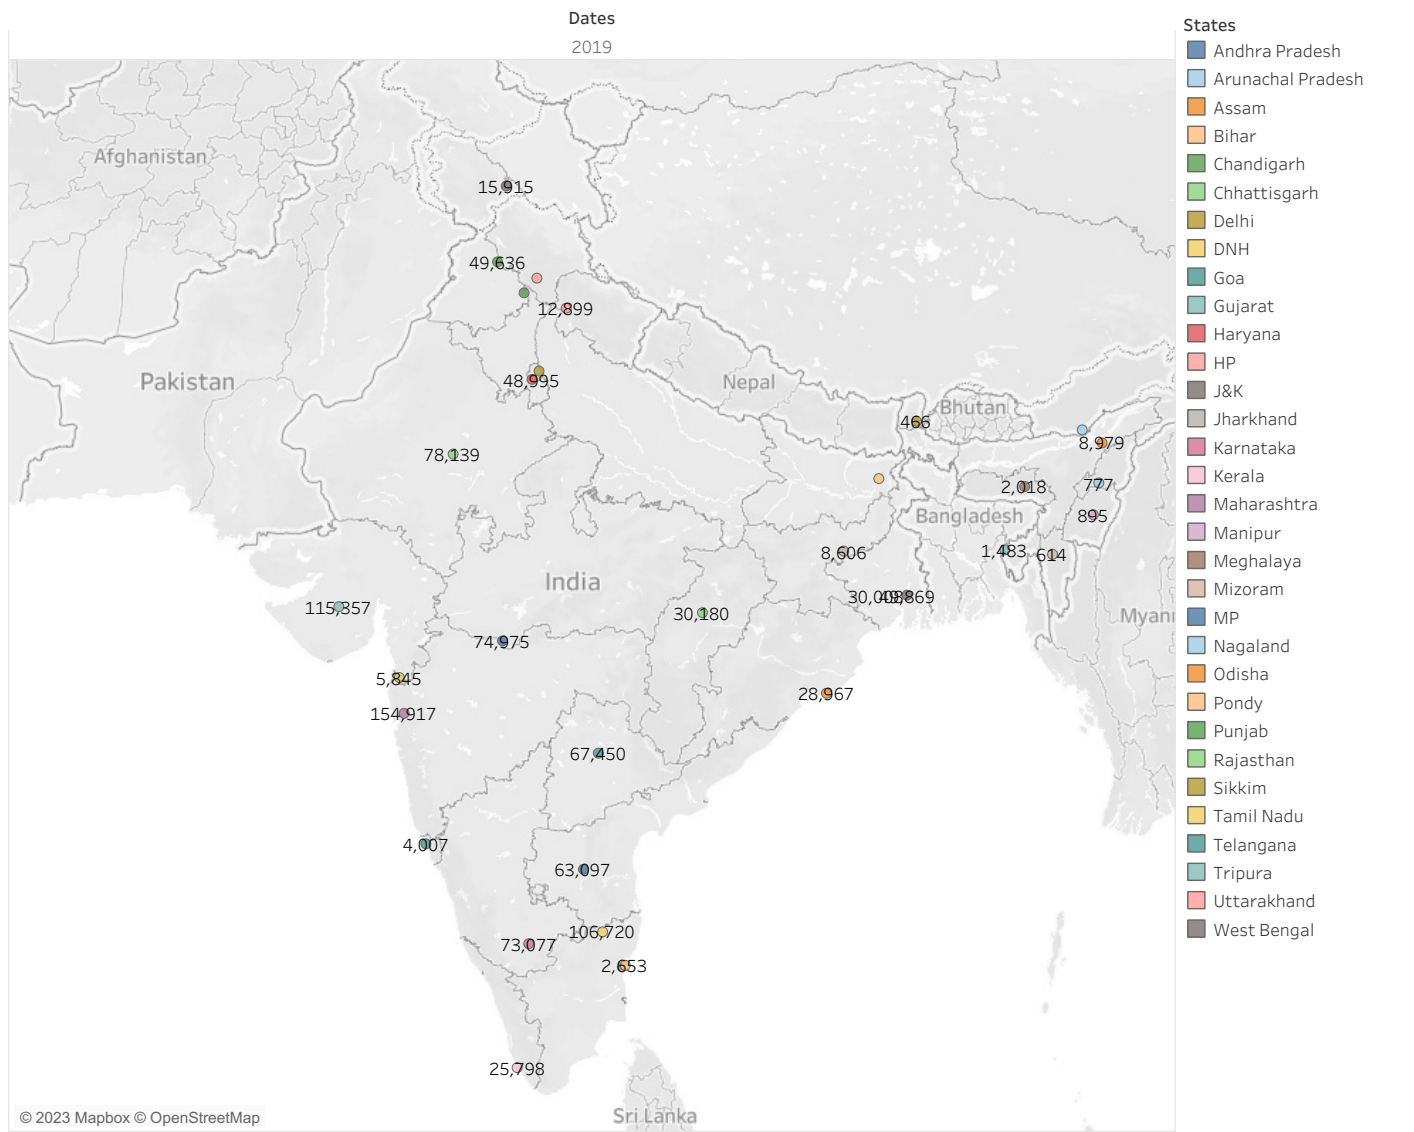 Dates
2019
States
Andhra Pradesh
Arunachal Pradesh
Assam
Bihar
Chandigarh
Chhattisgarh
Delhi
DNH
Goa
Gujarat
Haryana
HP
J&K
Jharkhand
Karnataka
Kerala
Maharashtra
Manipur
Meghalaya
Mizoram
MP
Nagaland
Odisha
Pondy
Punjab
Rajasthan
Sikkim
Tamil Nadu
Telangana
Tripura
Uttarakhand
West Bengal
Afghanistan
15,915
49,636
12,899
Pakistan
48,995
Nepal
Bhutan
466
8,979
78,139
2,018
777
Bangladesh
895
8,606
1,483
614
India
115,357
30,180
Myanr
74,975
5,845
28,967
154,917
67,450
4,007
63,097
106,720
73,077
2,653
25,798
Sri Lanka
© 2023 Mapbox © OpenStreetMap